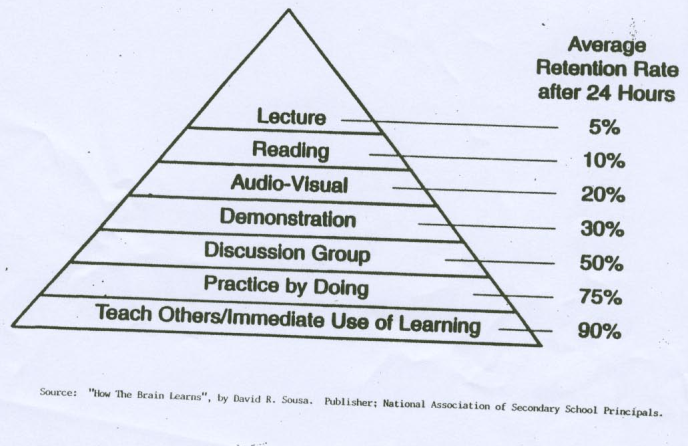 Average
Retention Rate
after 24 Hours
Lecture 5%
Reading 10%
Audio-Visual 20%
Demonstration 30%
Discussion Group 50%
Practice by Doing 75%
Teach Others/Immediate Use of Learning 90%
Source: "How The Brain Learns", by David R. Sousa. Publisher; National Association of Secondary School Principals.